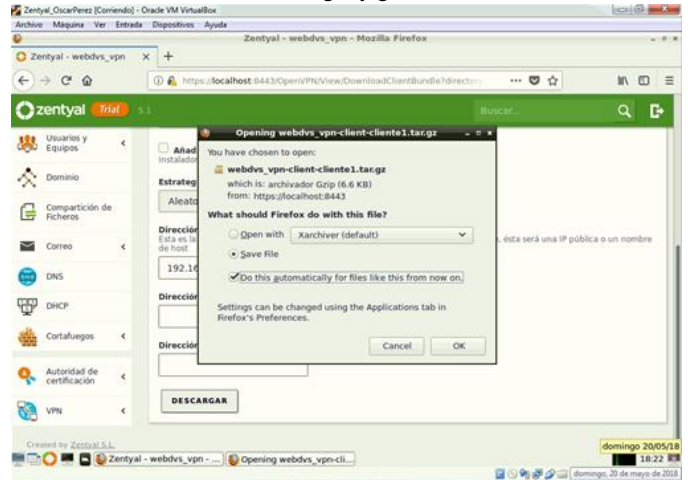 Zentyal_OscarPerez [Corriendo] - Oracle VM VirtualBox
Archivo Máquina Ver Entrada Dispositivos Ayuda
Zentyal - webdvs_vpn - Mozilla Firefox
Zentyal - webdvs_vpn × +
https://localhost:8443/OpenVPN/View/DownloadClientBundle?directory
zentyal Trial 5.1 Buscar...
Usuarios y
Equipos
Dominio
Compartición de
Ficheros
Correo
DNS
DHCP
Cortafuegos
Autoridad de
certificación
VPN
Añad
Instalador
Estrateg
Aleato
Dirección
Esta es la
de host
, ésta será una IP pública o un nombre
192.16
Dirección
Dirección
DESCARGAR
Opening webdvs_vpn-client-cliente1.tar.gz
You have chosen to open:
webdvs_vpn-client-cliente1.tar.gz
which is: archivador Gzip (6.6 KB)
from: https://localhost:8443
What should Firefox do with this file?
Open with Xarchiver (default)
Save File
Do this automatically for files like this from now on.
Settings can be changed using the Applications tab in
Firefox's Preferences.
Cancel OK
Created by Zentyal S.L.
domingo 20/05/18
Zentyal - webdvs_vpn - ... Opening webdvs_vpn-cli... 18:22
domingo, 20 de mayo de 2018